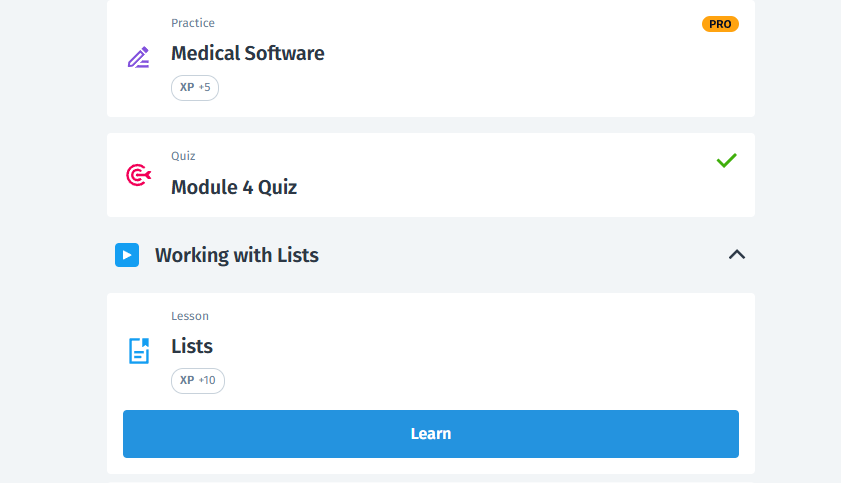 Practice
PRO
Medical Software
XP +5
Quiz
Module 4 Quiz
Working with Lists
Lesson
Lists
XP +10
Learn